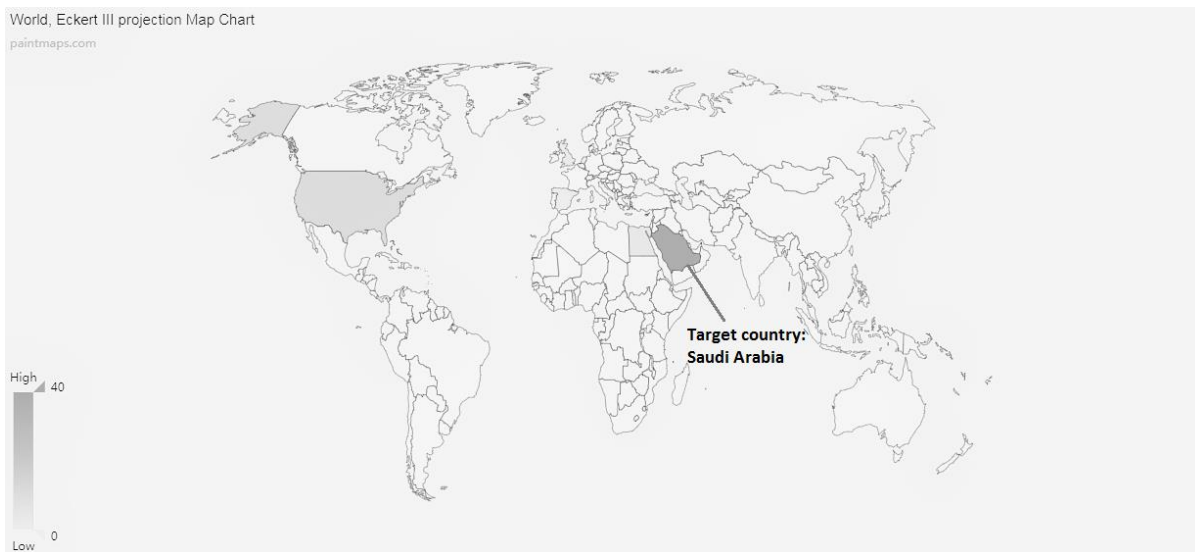 World, Eckert III projection Map Chart
paintmaps.com
Target country:
Saudi Arabia
High
40
0
Low